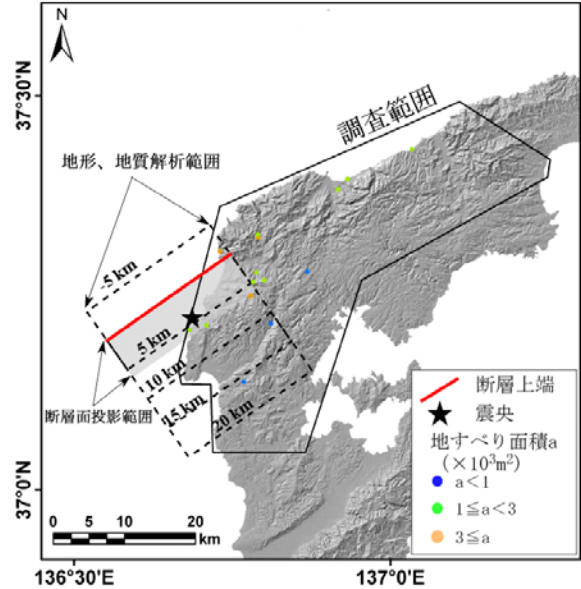 N
37°30'
37°0'
136°30'
137°0'
調査範囲
地形、地質解析範囲
-5 km
5 km
10 km
15 km
20 km
断層面投影範囲
0 5 10 20
km
断層上端
震央
地すべり面積a
(×10³m²)
a<1
1≦a<3
3≦a